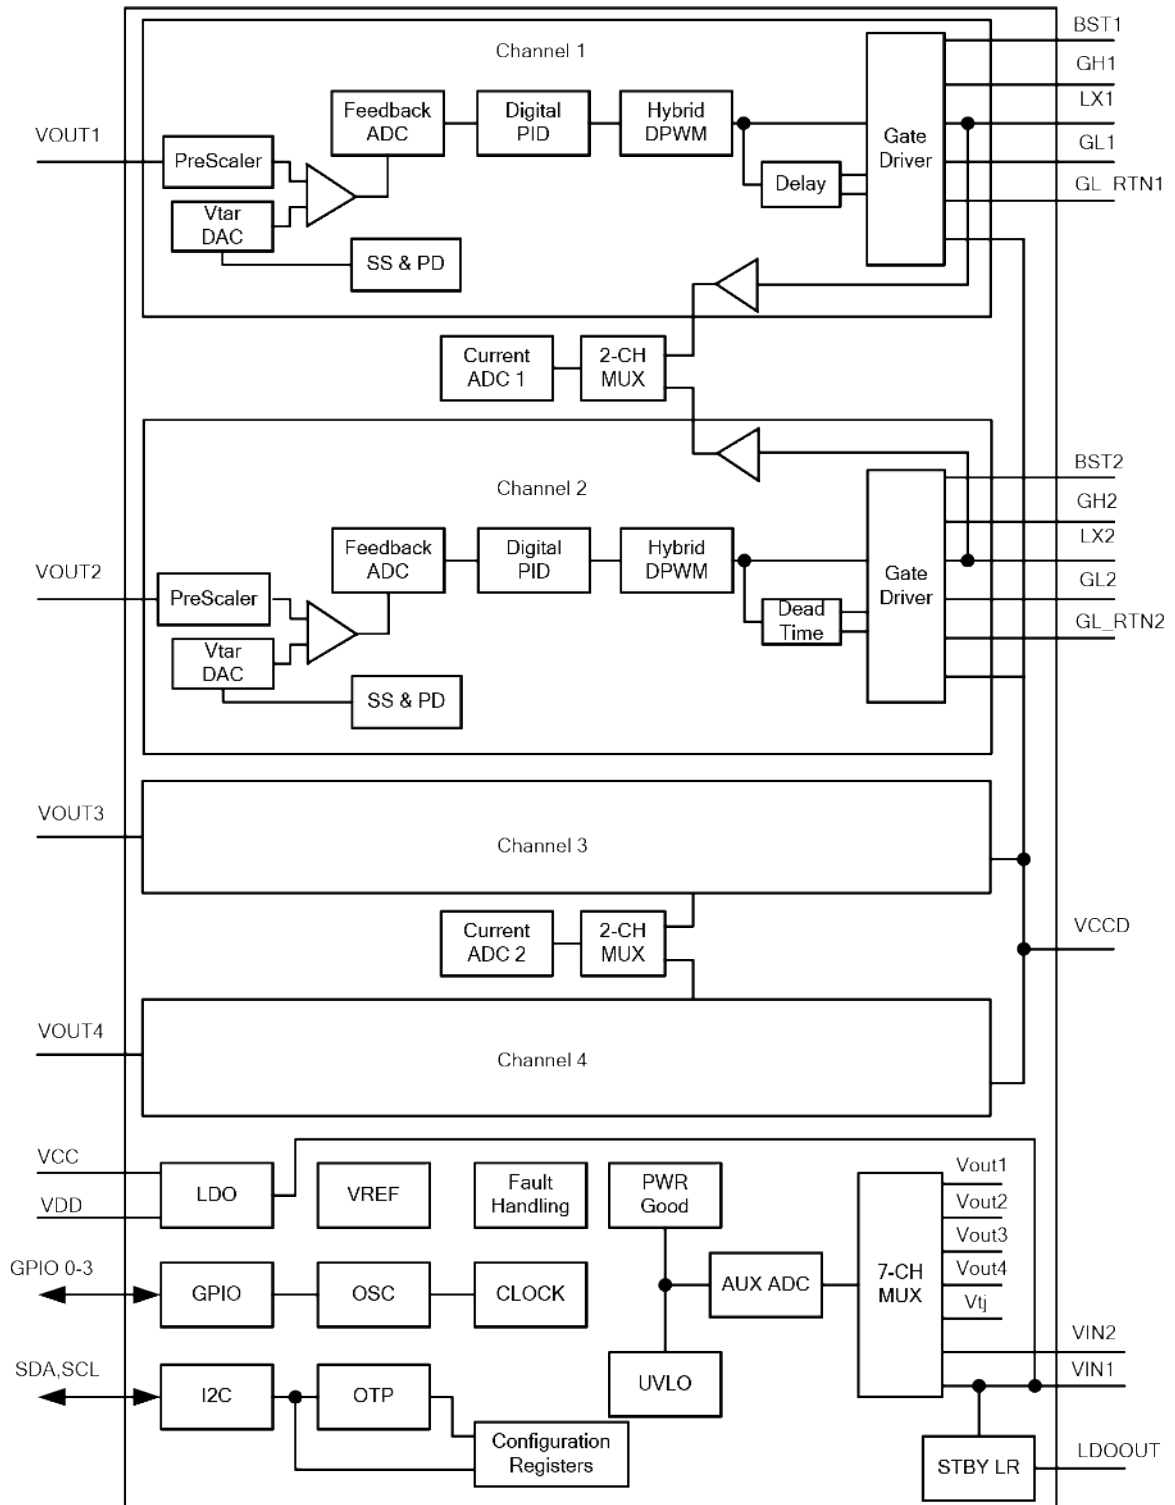 BST1
Channel 1
GH1
Feedback
ADC
Digital
PID
Hybrid
DPWM
LX1
VOUT1
PreScaler
Gate
Driver
GL1
Delay
GL_RTN1
Vtar
DAC
SS & PD
Current
ADC 1
2-CH
MUX
BST2
Channel 2
GH2
Feedback
ADC
Digital
PID
Hybrid
DPWM
LX2
VOUT2
PreScaler
Gate
Driver
GL2
Dead
Time
GL_RTN2
Vtar
DAC
SS & PD
VOUT3
Channel 3
Current
ADC 2
2-CH
MUX
VCCD
VOUT4
Channel 4
VCC
LDO
VREF
Fault
Handling
PWR
Good
Vout1
VDD
Vout2
Vout3
GPIO 0-3
GPIO
OSC
CLOCK
AUX ADC
7-CH
MUX
Vout4
Vtj
VIN2
SDA,SCL
I2C
OTP
UVLO
VIN1
Configuration
Registers
STBY LR
LDOOUT